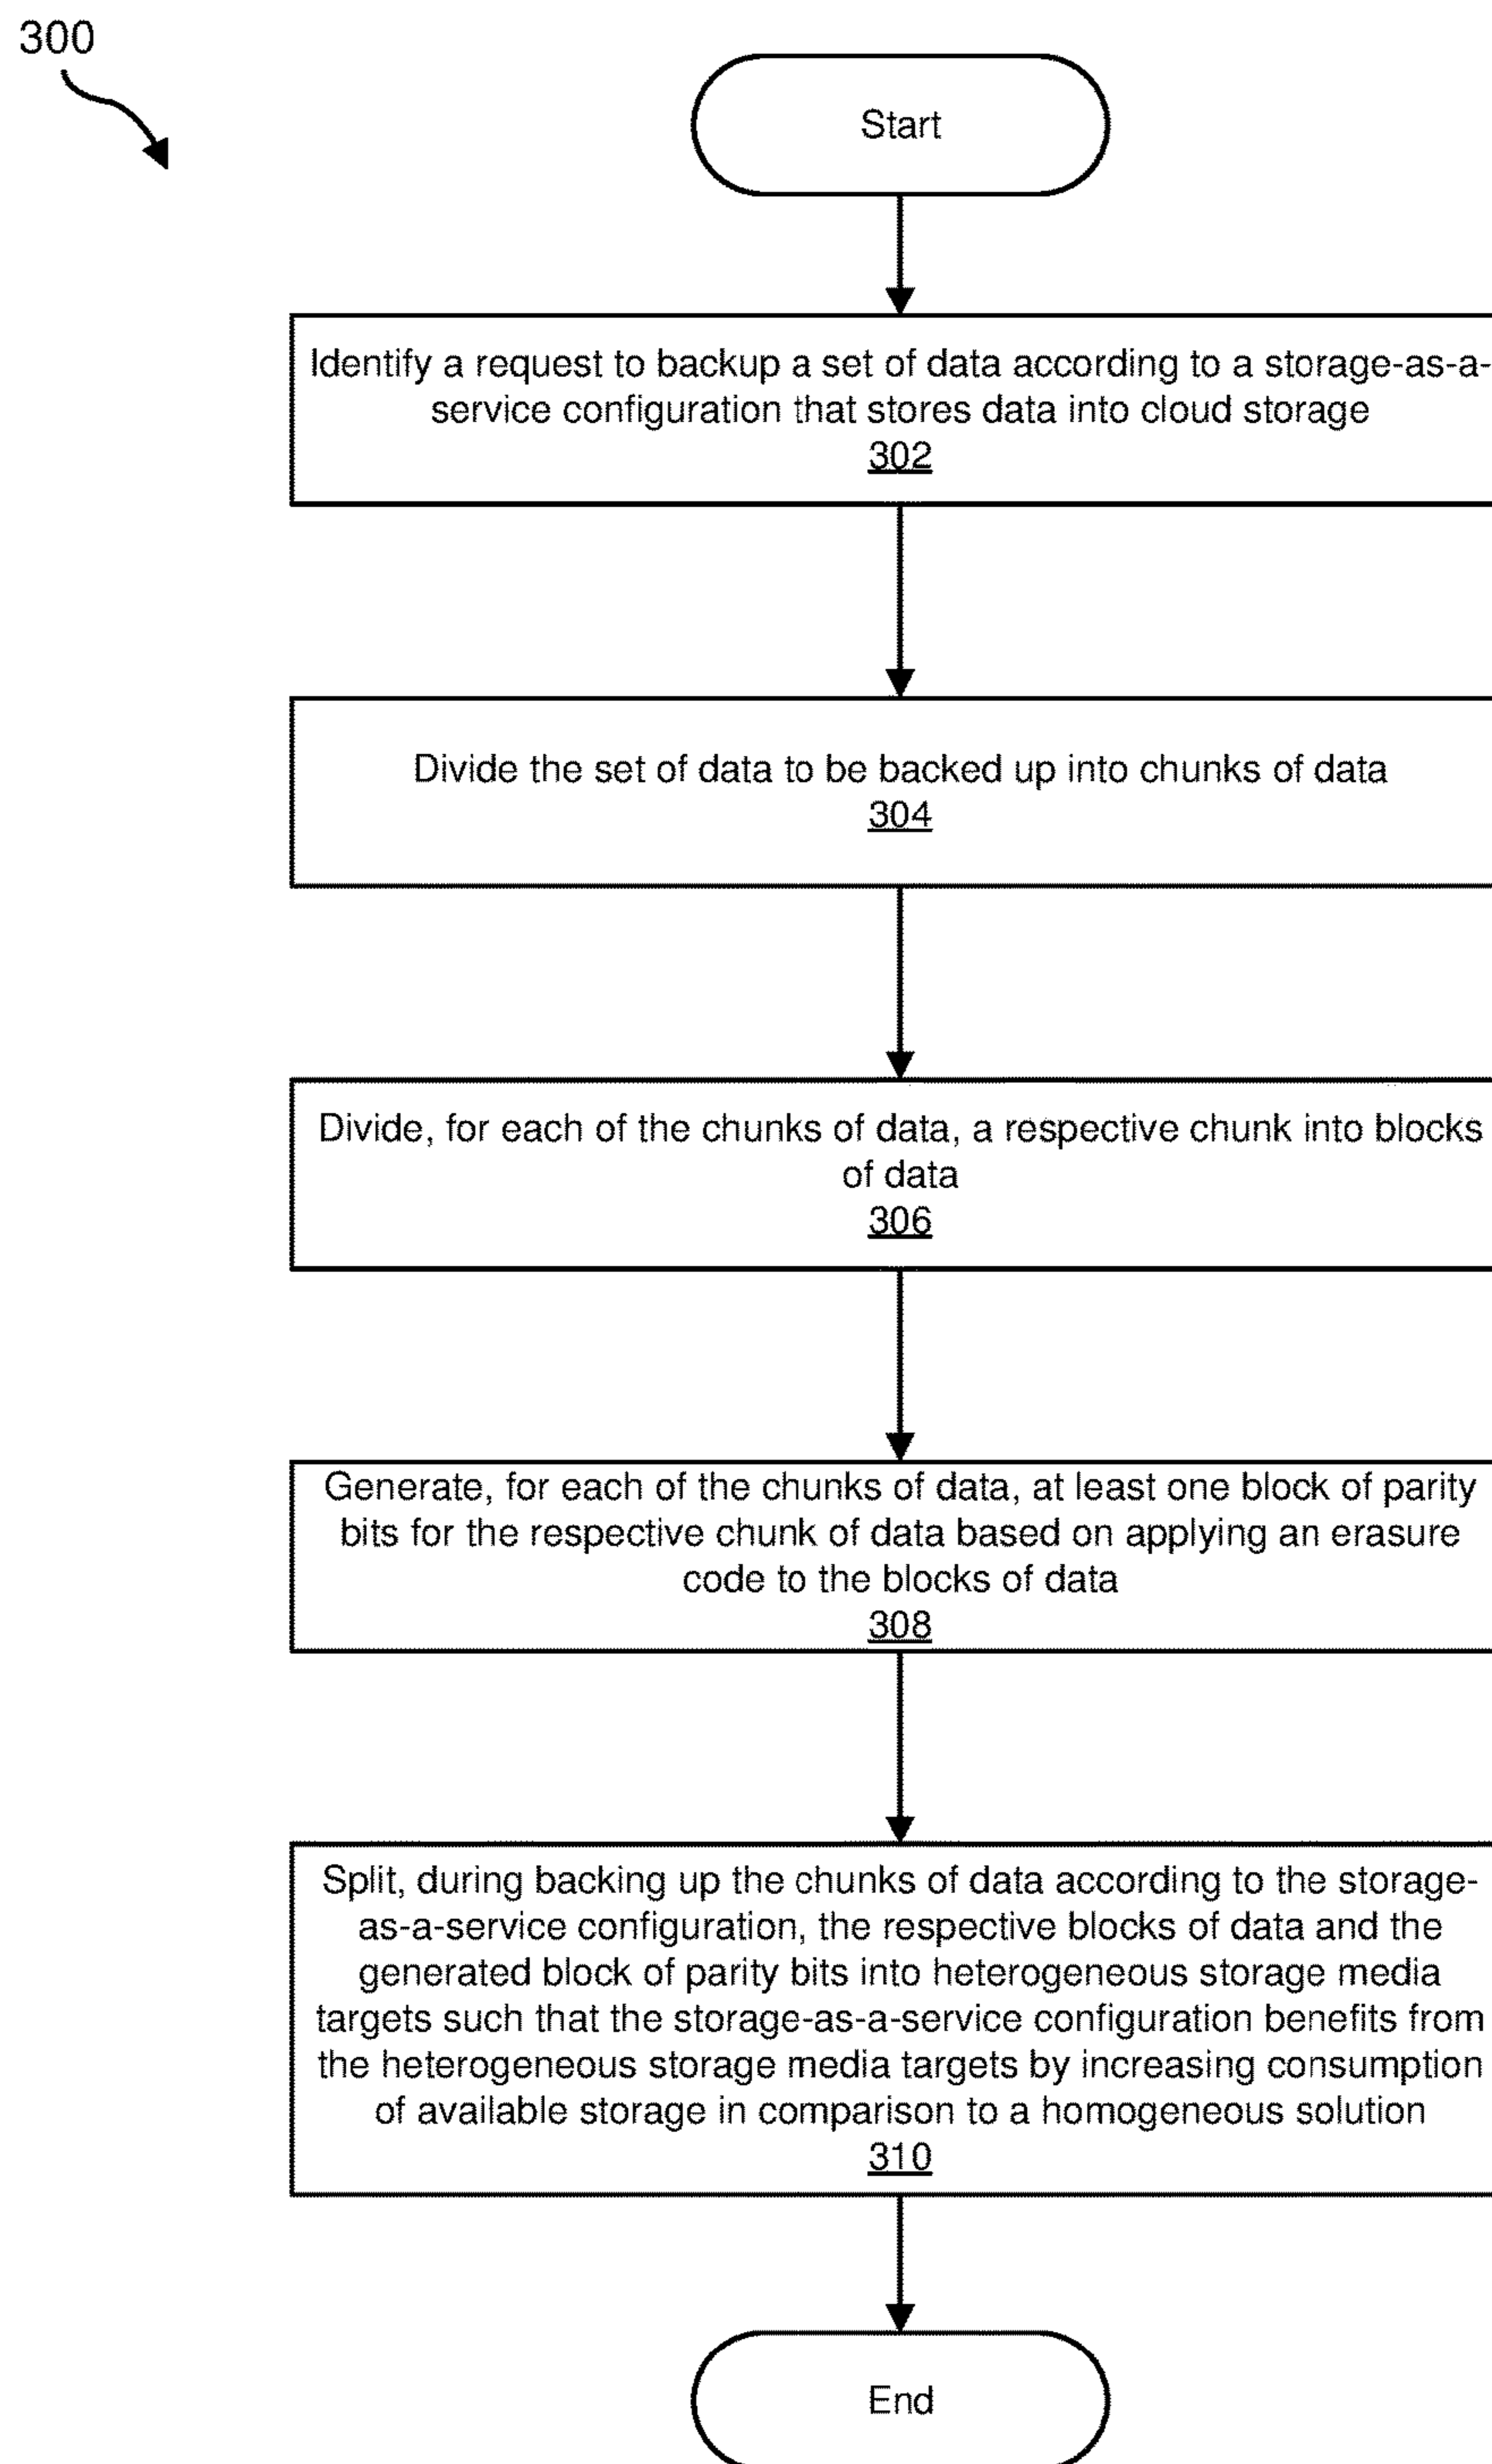 300
Start
Identify a request to backup a set of data according to a storage-as-a-
service configuration that stores data into cloud storage
302
Divide the set of data to be backed up into chunks of data
304
Divide, for each of the chunks of data, a respective chunk into blocks
of data
306
Generate, for each of the chunks of data, at least one block of parity
bits for the respective chunk of data based on applying an erasure
code to the blocks of data
308
Split, during backing up the chunks of data according to the storage-
as-a-service configuration, the respective blocks of data and the
generated block of parity bits into heterogeneous storage media
targets such that the storage-as-a-service configuration benefits from
the heterogeneous storage media targets by increasing consumption
of available storage in comparison to a homogeneous solution
310
End